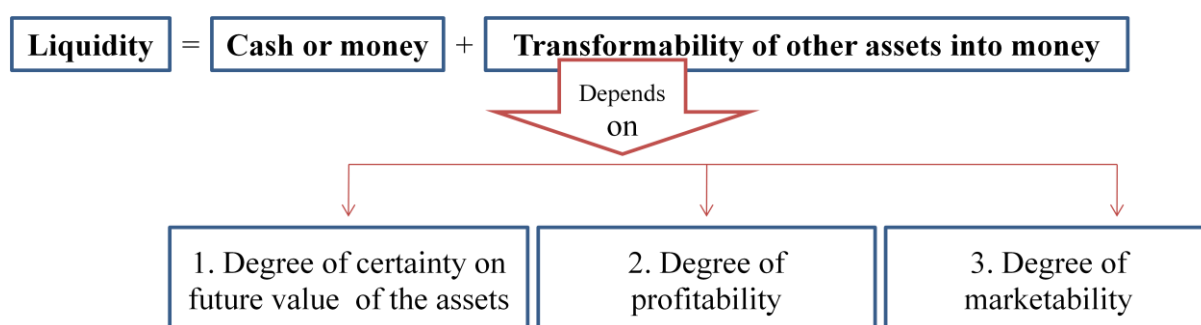 Liquidity = Cash or money + Transformability of other assets into money
Depends
on
1. Degree of certainty on
future value of the assets
2. Degree of
profitability
3. Degree of
marketability